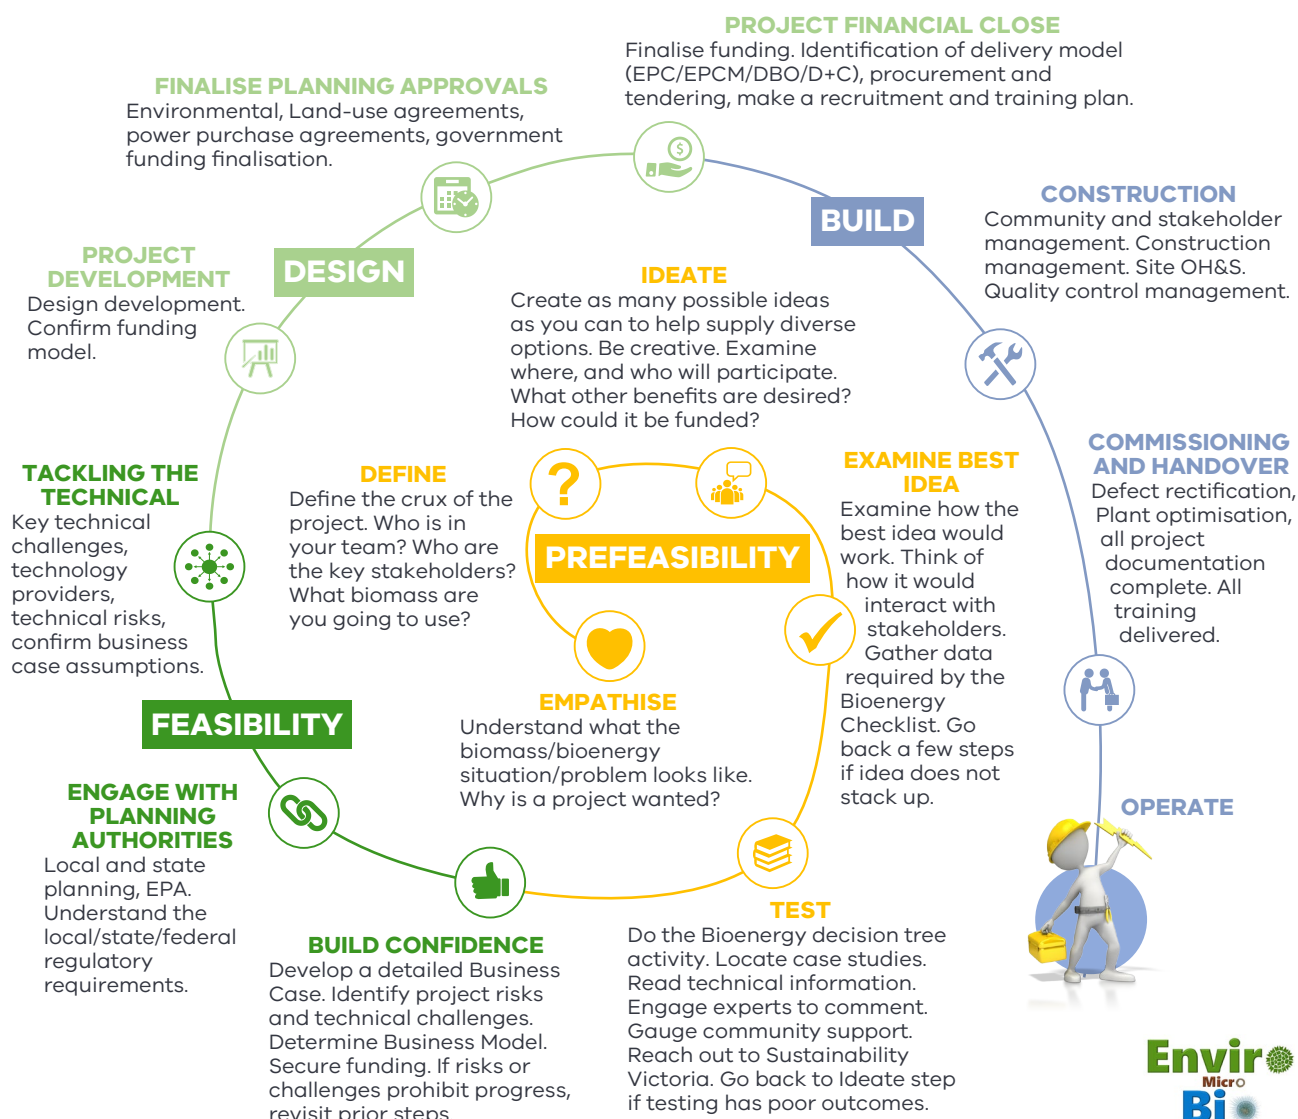 PROJECT FINANCIAL CLOSE
Finalise funding. Identification of delivery model
(EPC/EPCM/DBO/D+C), procurement and
tendering, make a recruitment and training plan.
FINALISE PLANNING APPROVALS
Environmental, Land-use agreements,
power purchase agreements, government
funding finalisation.
CONSTRUCTION
Community and stakeholder
management. Construction
management. Site OH&S.
Quality control management.
BUILD
PROJECT
DEVELOPMENT
Design development.
Confirm funding
model.
DESIGN
IDEATE
Create as many possible ideas
as you can to help supply diverse
options. Be creative. Examine
where, and who will participate.
What other benefits are desired?
How could it be funded?
COMMISSIONING
AND HANDOVER
Defect rectification,
Plant optimisation,
all project
documentation
complete. All
training
delivered.
TACKLING THE
TECHNICAL
Key technical
challenges,
technology
providers,
technical risks,
confirm business
case assumptions.
DEFINE
Define the crux of the
project. Who is in
your team? Who are
the key stakeholders?
What biomass are
you going to use?
?
PREFEASIBILITY
EXAMINE BEST
IDEA
Examine how the
best idea would
work. Think of
how it would
interact with
stakeholders.
Gather data
required by the
Bioenergy
Checklist. Go
back a few steps
if idea does not
stack up.
EMPATHISE
Understand what the
biomass/bioenergy
situation/problem looks like.
Why is a project wanted?
FEASIBILITY
ENGAGE WITH
PLANNING
AUTHORITIES
Local and state
planning, EPA.
Understand the
local/state/federal
regulatory
requirements.
OPERATE
BUILD CONFIDENCE
Develop a detailed Business
Case. Identify project risks
and technical challenges.
Determine Business Model.
Secure funding. If risks or
challenges prohibit progress,
revisit prior steps
TEST
Do the Bioenergy decision tree
activity. Locate case studies.
Read technical information.
Engage experts to comment.
Gauge community support.
Reach out to Sustainability
Victoria. Go back to Ideate step
if testing has poor outcomes.
Enviro
Micro
Bio
$